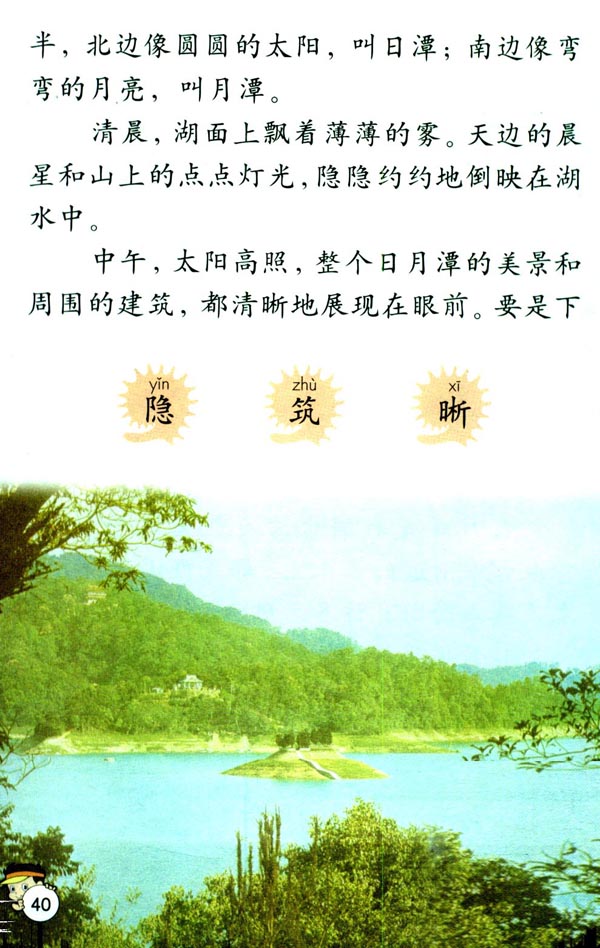 半，北边像圆圆的太阳，叫日潭；南边像弯
弯的月亮，叫月潭。
清晨，湖面上飘着薄薄的雾。天边的晨
星和山上的点点灯光，隐隐约约地倒映在湖
水中。
中午，太阳高照，整个日月潭的美景和
周围的建筑，都清晰地展现在眼前。要是下
yǐn zhù xī
隐 筑 晰
40